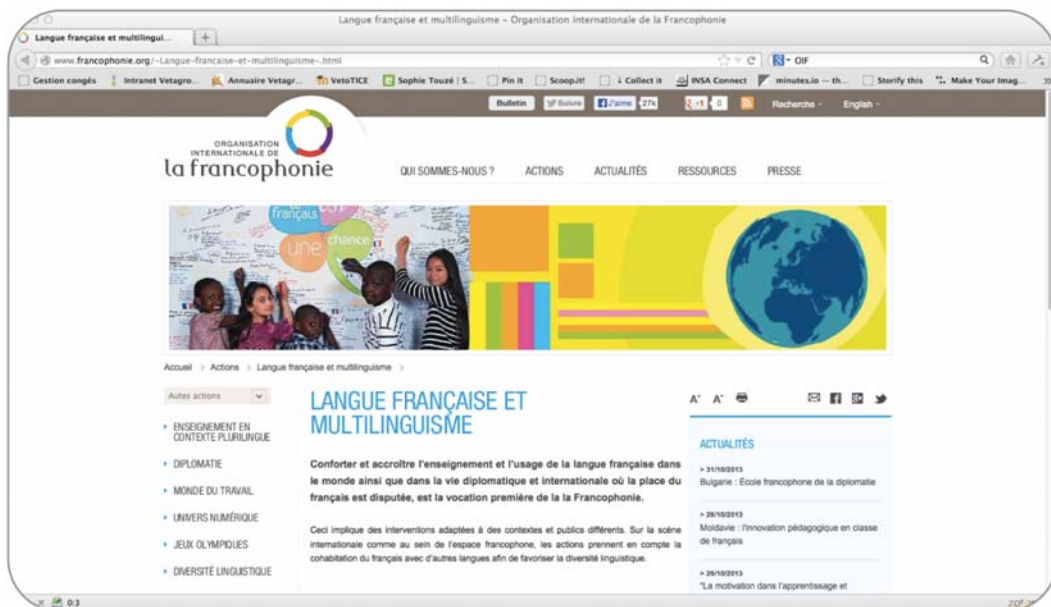 Langue française et multilinguisme – Organisation internationale de la Francophonie
Langue française et multilingui...
www.francophonie.org/-Langue-francaise-et-multilinguisme-.html
OIF
Gestion congés Intranet Vetagro... Annuaire Vetagr... VetoTICE Sophie Touzé | S... Pin It Scoop.it! ↓ Collect it INSA Connect minutes.io — th... Storify this Make Your Imag...
Bulletin Suivre J'aime 27k +1 0 Recherche English
ORGANISATION
INTERNATIONALE DE
la francophonie
QUI SOMMES-NOUS ? ACTIONS ACTUALITÉS RESSOURCES PRESSE
le
français est
une chance
Accueil > Actions > Langue française et multilinguisme >
Autes actions
ENSEIGNEMENT EN
CONTEXTE PLURILINGUE
DIPLOMATIE
MONDE DU TRAVAIL
UNIVERS NUMÉRIQUE
JEUX OLYMPIQUES
DIVERSITÉ LINGUISTIQUE
LANGUE FRANÇAISE ET
MULTILINGUISME
Conforter et accroître l'enseignement et l'usage de la langue française dans
le monde ainsi que dans la vie diplomatique et internationale où la place du
français est disputée, est la vocation première de la la Francophonie.
Ceci implique des interventions adaptées à des contextes et publics différents. Sur la scène
internationale comme au sein de l'espace francophone, les actions prennent en compte la
cohabitation du français avec d'autres langues afin de favoriser la diversité linguistique.
A+ A-
ACTUALITÉS
> 31/10/2013
Bulgarie : École francophone de la diplomatie
> 29/10/2013
Moldavie : l'innovation pédagogique en classe
de français
> 29/10/2013
"La motivation dans l'apprentissage et
0:3